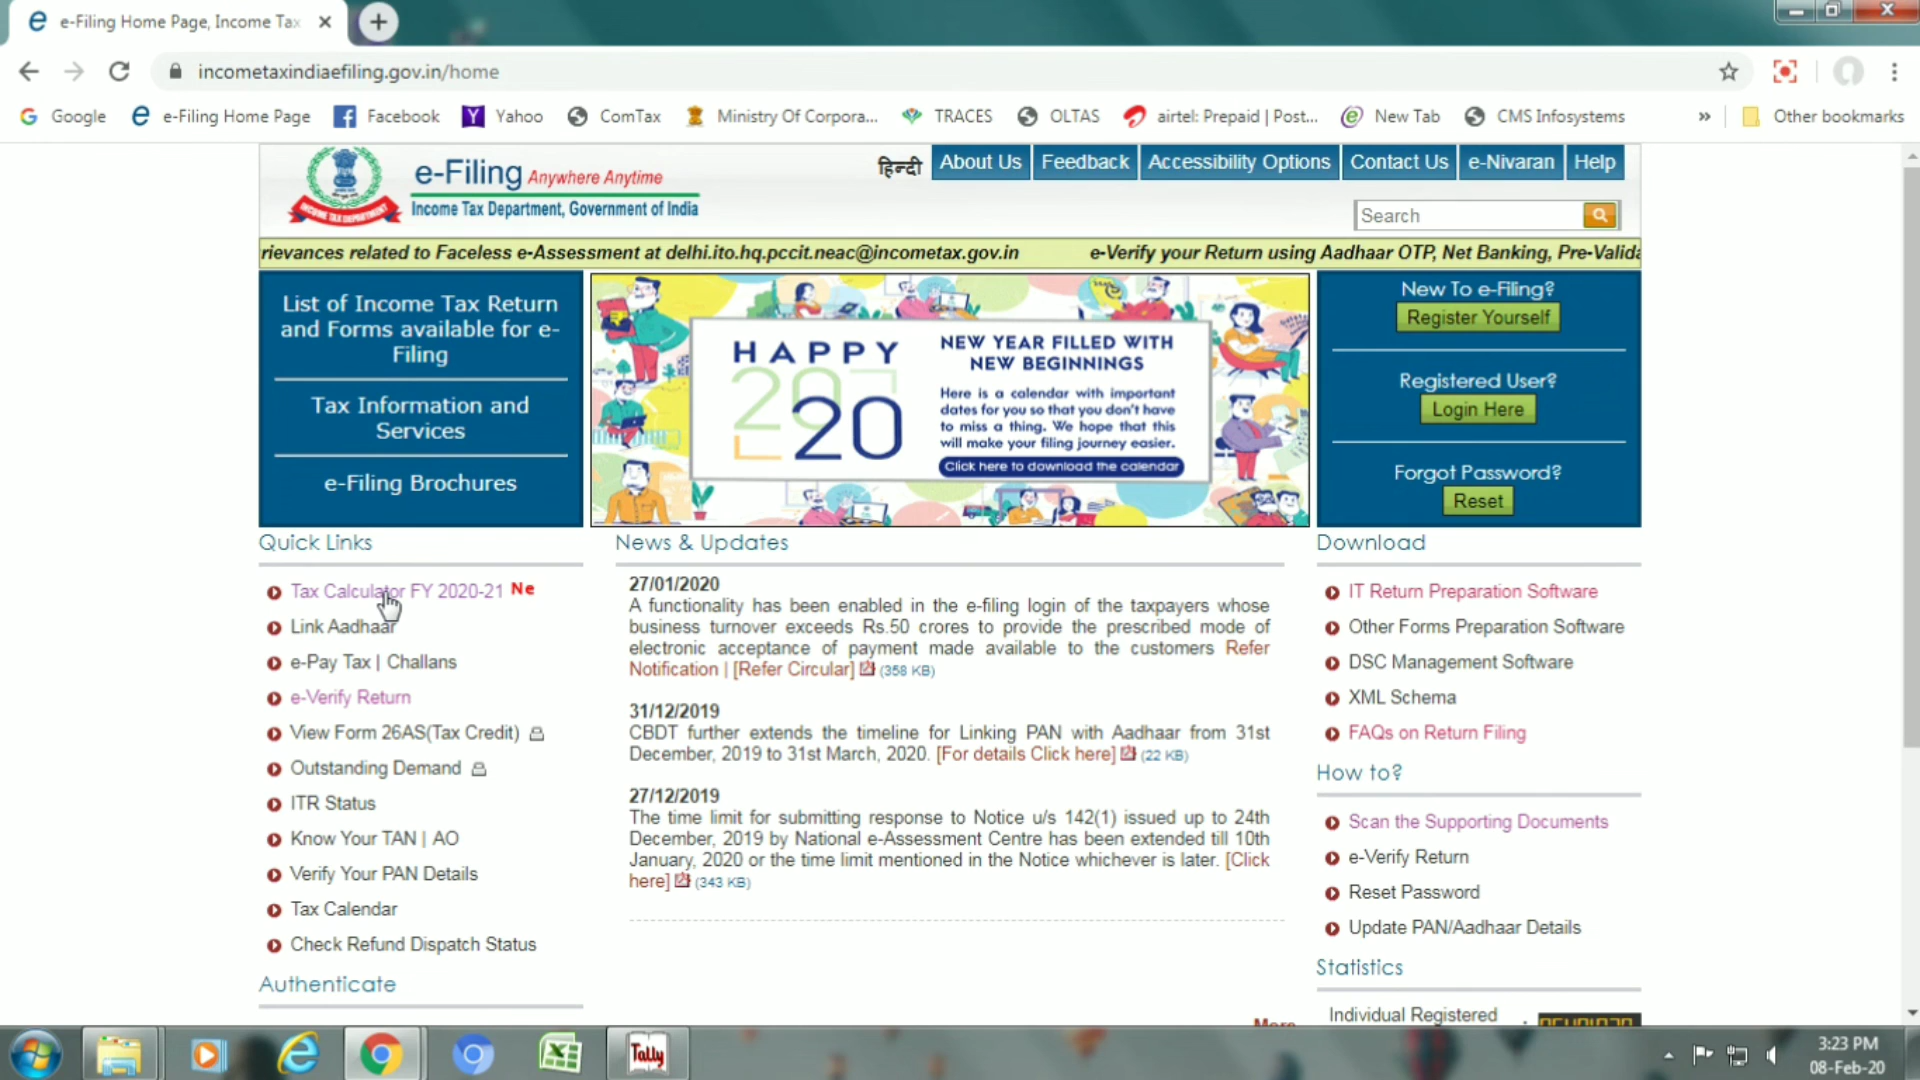 e-Filing Home Page, Income Tax
incometaxindiaefiling.gov.in/home
Google
e-Filing Home Page
Facebook
Yahoo
ComTax
Ministry Of Corpora...
TRACES
OLTAS
airtel: Prepaid | Post...
New Tab
CMS Infosystems
»
Other bookmarks
e-Filing Anywhere Anytime
Income Tax Department, Government of India
INCOME TAX DEPARTMENT
हिन्दी
About Us
Feedback
Accessibility Options
Contact Us
e-Nivaran
Help
Search
rievances related to Faceless e-Assessment at delhi.ito.hq.pccit.neac@incometax.gov.in
e-Verify your Return using Aadhaar OTP, Net Banking, Pre-Valida
List of Income Tax Return
and Forms available for e-
Filing
Tax Information and
Services
e-Filing Brochures
HAPPY
20
20
NEW YEAR FILLED WITH
NEW BEGINNINGS
Here is a calendar with important
dates for you so that you don't have
to miss a thing. We hope that this
will make your filing journey easier.
Click here to download the calendar
New To e-Filing?
Register Yourself
Registered User?
Login Here
Forgot Password?
Reset
Quick Links
Tax Calculator FY 2020-21 Ne
Link Aadhaar
e-Pay Tax | Challans
e-Verify Return
View Form 26AS(Tax Credit)
Outstanding Demand
ITR Status
Know Your TAN | AO
Verify Your PAN Details
Tax Calendar
Check Refund Dispatch Status
Authenticate
News & Updates
27/01/2020
A functionality has been enabled in the e-filing login of the taxpayers whose
business turnover exceeds Rs.50 crores to provide the prescribed mode of
electronic acceptance of payment made available to the customers Refer
Notification | [Refer Circular] (358 KB)
31/12/2019
CBDT further extends the timeline for Linking PAN with Aadhaar from 31st
December, 2019 to 31st March, 2020. [For details Click here] (22 KB)
27/12/2019
The time limit for submitting response to Notice u/s 142(1) issued up to 24th
December, 2019 by National e-Assessment Centre has been extended till 10th
January, 2020 or the time limit mentioned in the Notice whichever is later. [Click
here] (343 KB)
More
Download
IT Return Preparation Software
Other Forms Preparation Software
DSC Management Software
XML Schema
FAQs on Return Filing
How to?
Scan the Supporting Documents
e-Verify Return
Reset Password
Update PAN/Aadhaar Details
Statistics
Individual Registered
Tally
3:23 PM
08-Feb-20